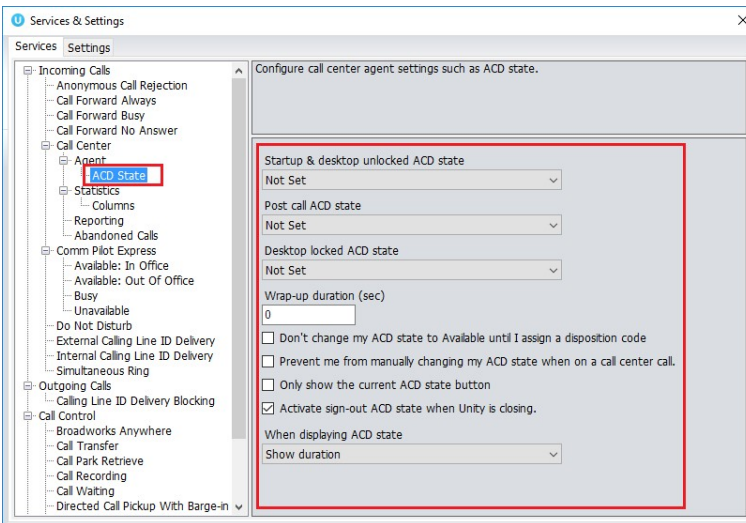 Services & Settings
Services Settings
Incoming Calls
Anonymous Call Rejection
Call Forward Always
Call Forward Busy
Call Forward No Answer
Call Center
Agent
ACD State
Statistics
Columns
Reporting
Abandoned Calls
Comm Pilot Express
Available: In Office
Available: Out Of Office
Busy
Unavailable
Do Not Disturb
External Calling Line ID Delivery
Internal Calling Line ID Delivery
Simultaneous Ring
Outgoing Calls
Calling Line ID Delivery Blocking
Call Control
Broadworks Anywhere
Call Transfer
Call Park Retrieve
Call Recording
Call Waiting
Directed Call Pickup With Barge-in
Configure call center agent settings such as ACD state.
Startup & desktop unlocked ACD state
Not Set
Post call ACD state
Not Set
Desktop locked ACD state
Not Set
Wrap-up duration (sec)
0
Don't change my ACD state to Available until I assign a disposition code
Prevent me from manually changing my ACD state when on a call center call.
Only show the current ACD state button
Activate sign-out ACD state when Unity is closing.
When displaying ACD state
Show duration